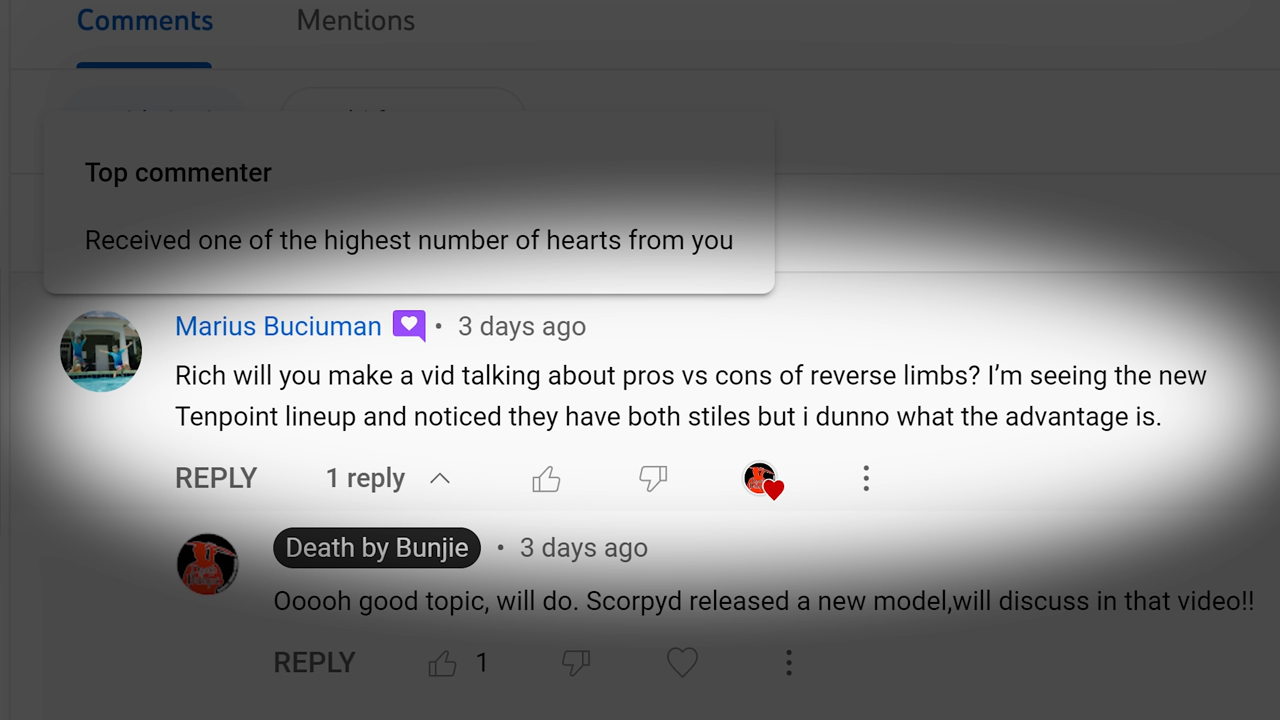 Comments Mentions
Top commenter
Received one of the highest number of hearts from you
Marius Buciuman • 3 days ago
Rich will you make a vid talking about pros vs cons of reverse limbs? I’m seeing the new
Tenpoint lineup and noticed they have both stiles but i dunno what the advantage is.
REPLY 1 reply
Death by Bunjie • 3 days ago
Ooooh good topic, will do. Scorpyd released a new model,will discuss in that video!!
REPLY 1